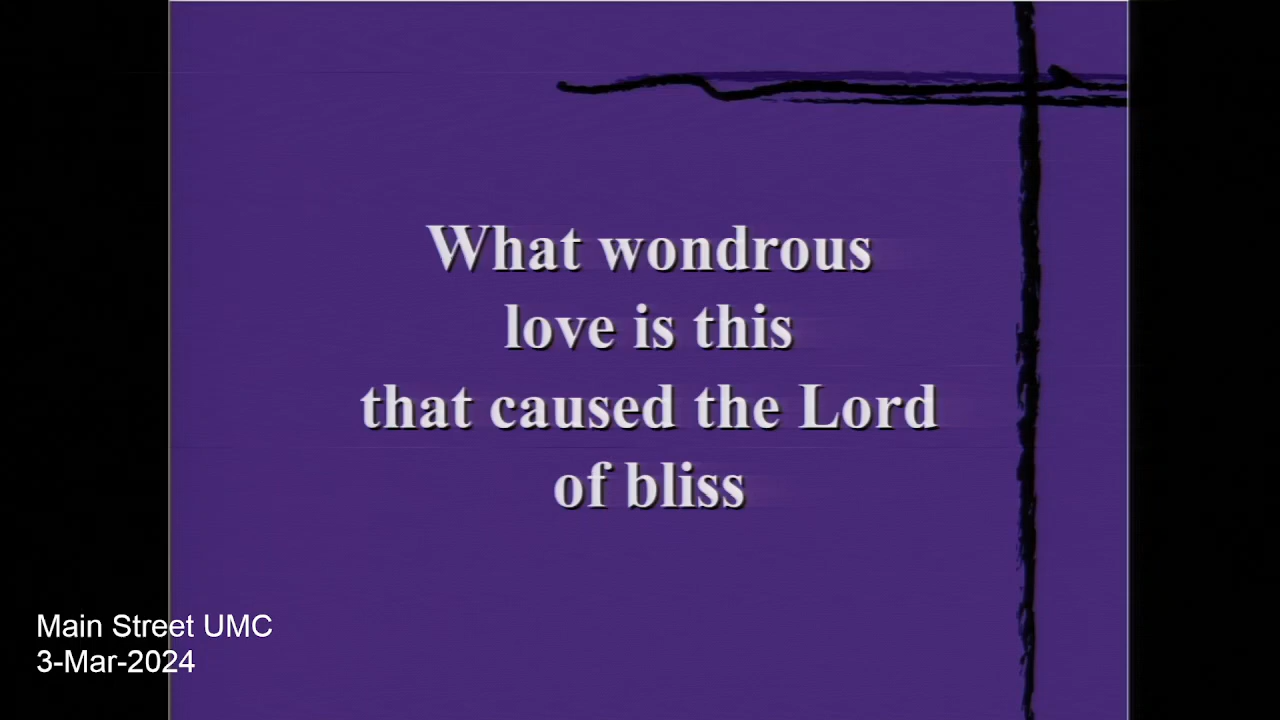 What wondrous
love is this
that caused the Lord
of bliss
Main Street UMC
3-Mar-2024